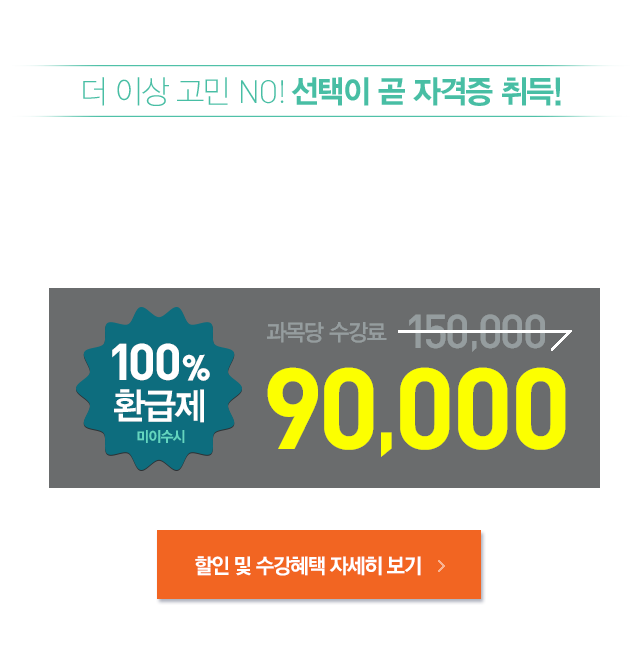 더 이상 고민 NO! 선택이 곧 자격증 취득!
100%
환급제
미이수시
과목당 수강료 150,000
90,000
할인 및 수강혜택 자세히 보기 >